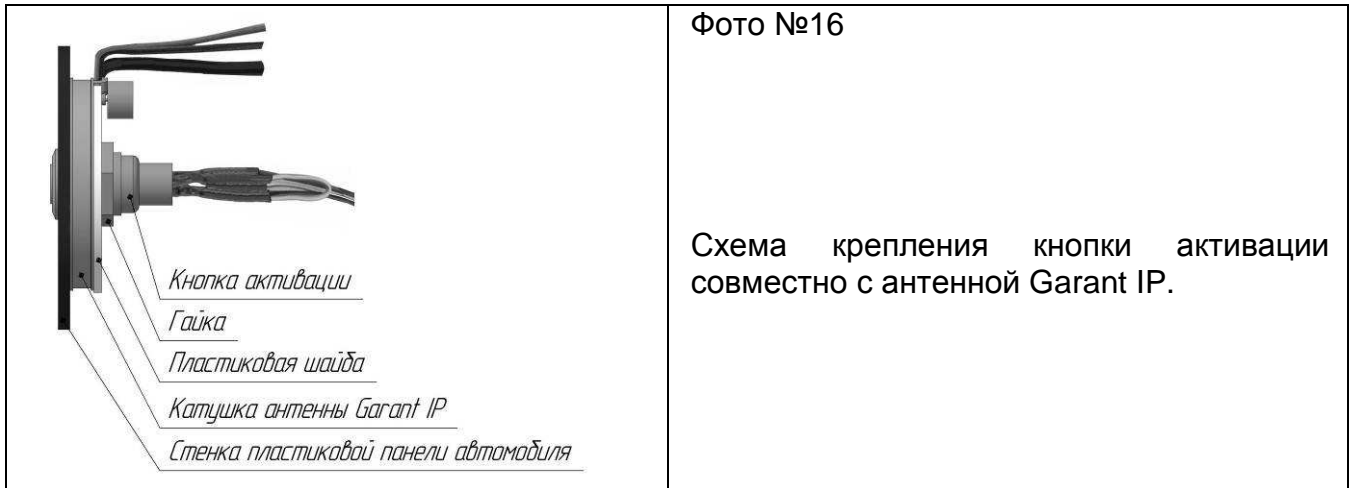 Фото №16
Схема крепления кнопки активации
совместно с антенной Garant IP.
Кнопка активации
Гайка
Пластиковая шайба
Катушка антенны Garant IP
Стенка пластиковой панели автомобиля